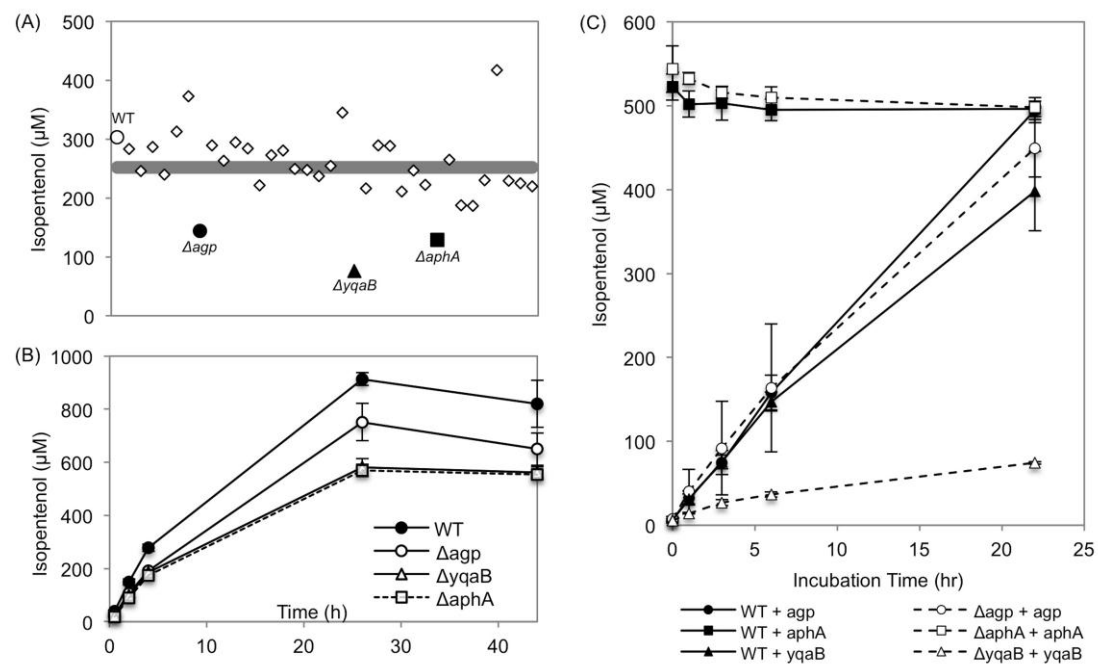 (A)
500
400
300
200
100
0
Isopentenol (µM)
WT
Δagp
ΔyqaB
ΔaphA
(B)
1000
800
600
400
200
0
Isopentenol (µM)
0 10 20 30 40
Time (h)
WT
Δagp
ΔyqaB
ΔaphA
(C)
600
500
400
300
200
100
0
Isopentenol (µM)
0 5 10 15 20 25
Incubation Time (hr)
WT + agp
WT + aphA
WT + yqaB
Δagp + agp
ΔaphA + aphA
ΔyqaB + yqaB